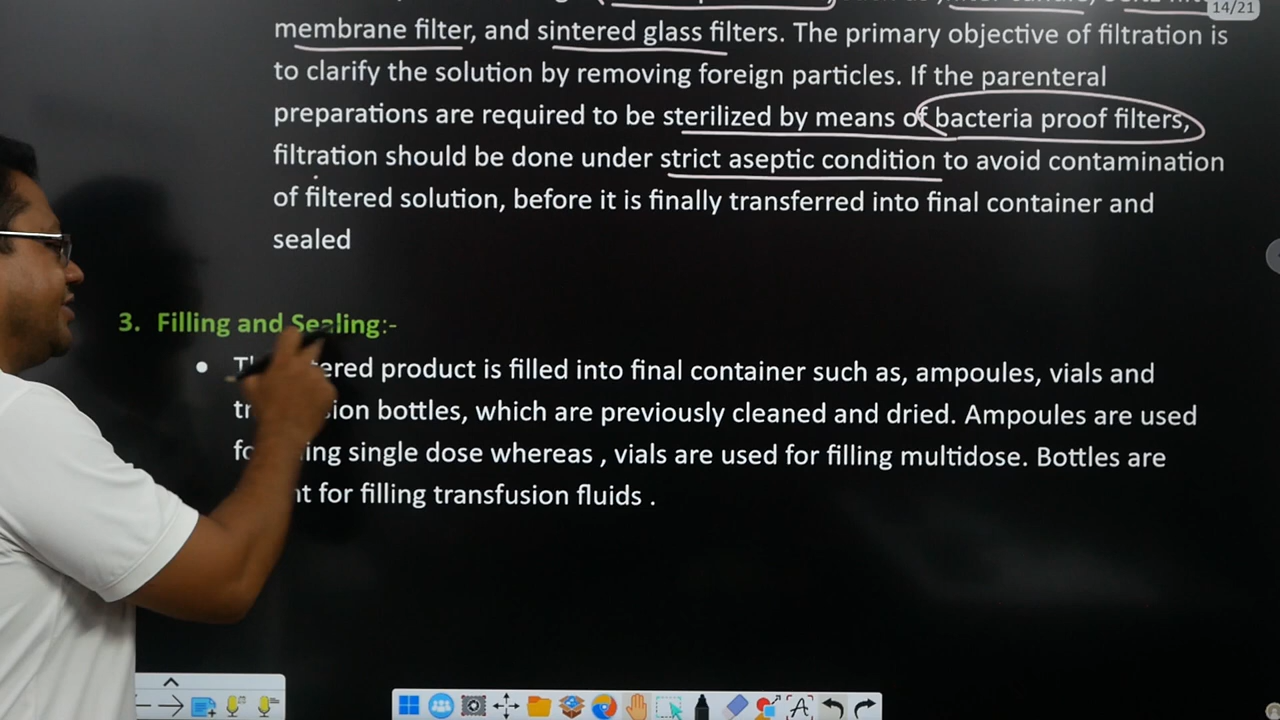 14/21
membrane filter, and sintered glass filters. The primary objective of filtration is
to clarify the solution by removing foreign particles. If the parenteral
preparations are required to be sterilized by means of bacteria proof filters,
filtration should be done under strict aseptic condition to avoid contamination
of filtered solution, before it is finally transferred into final container and
sealed
3. Filling and Sealing:-
product is filled into final container such as, ampoules, vials and
bottles, which are previously cleaned and dried. Ampoules are used
single dose whereas , vials are used for filling multidose. Bottles are
for filling transfusion fluids .